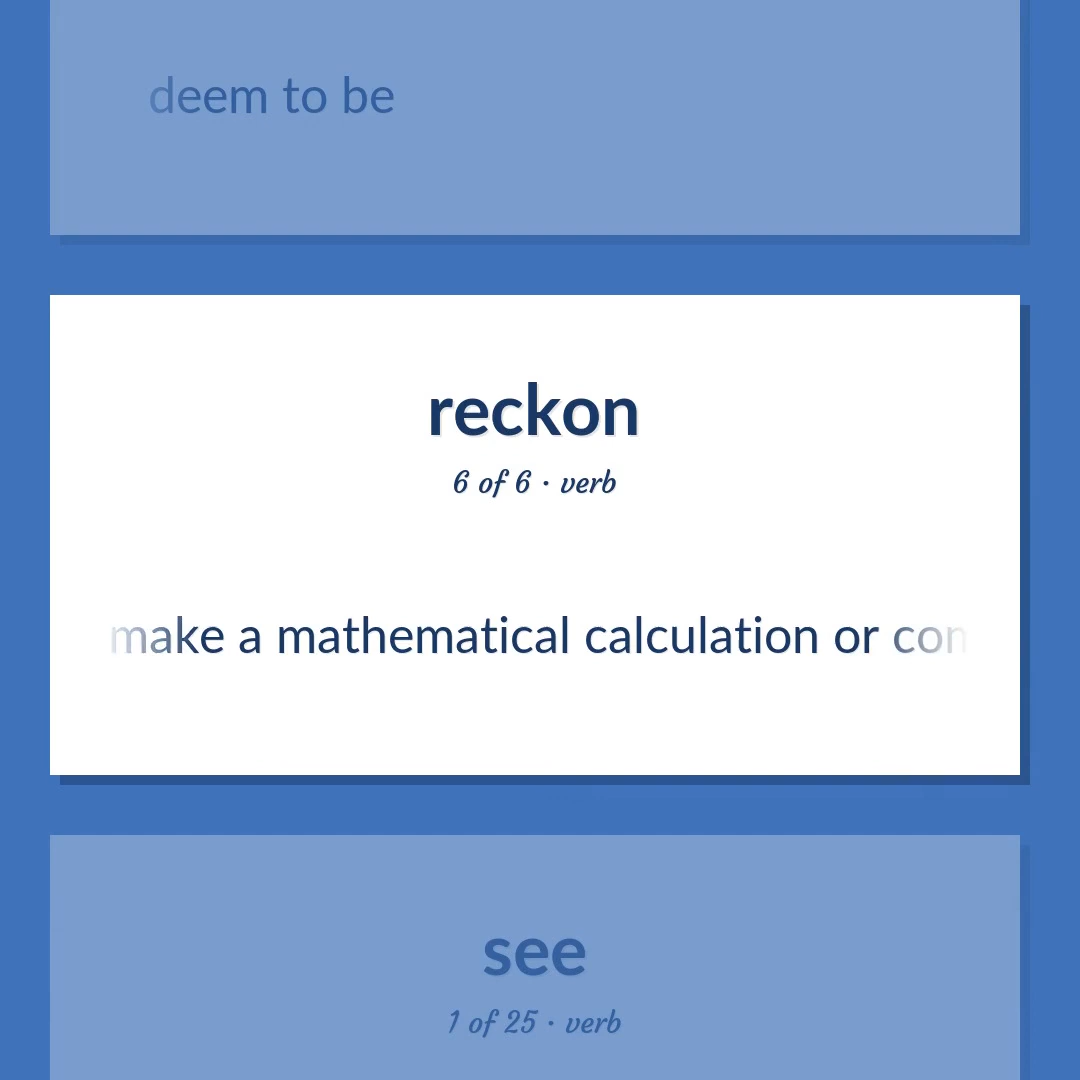 deem to be
reckon
6 of 6 · verb
make a mathematical calculation or con
see
1 of 25 · verb